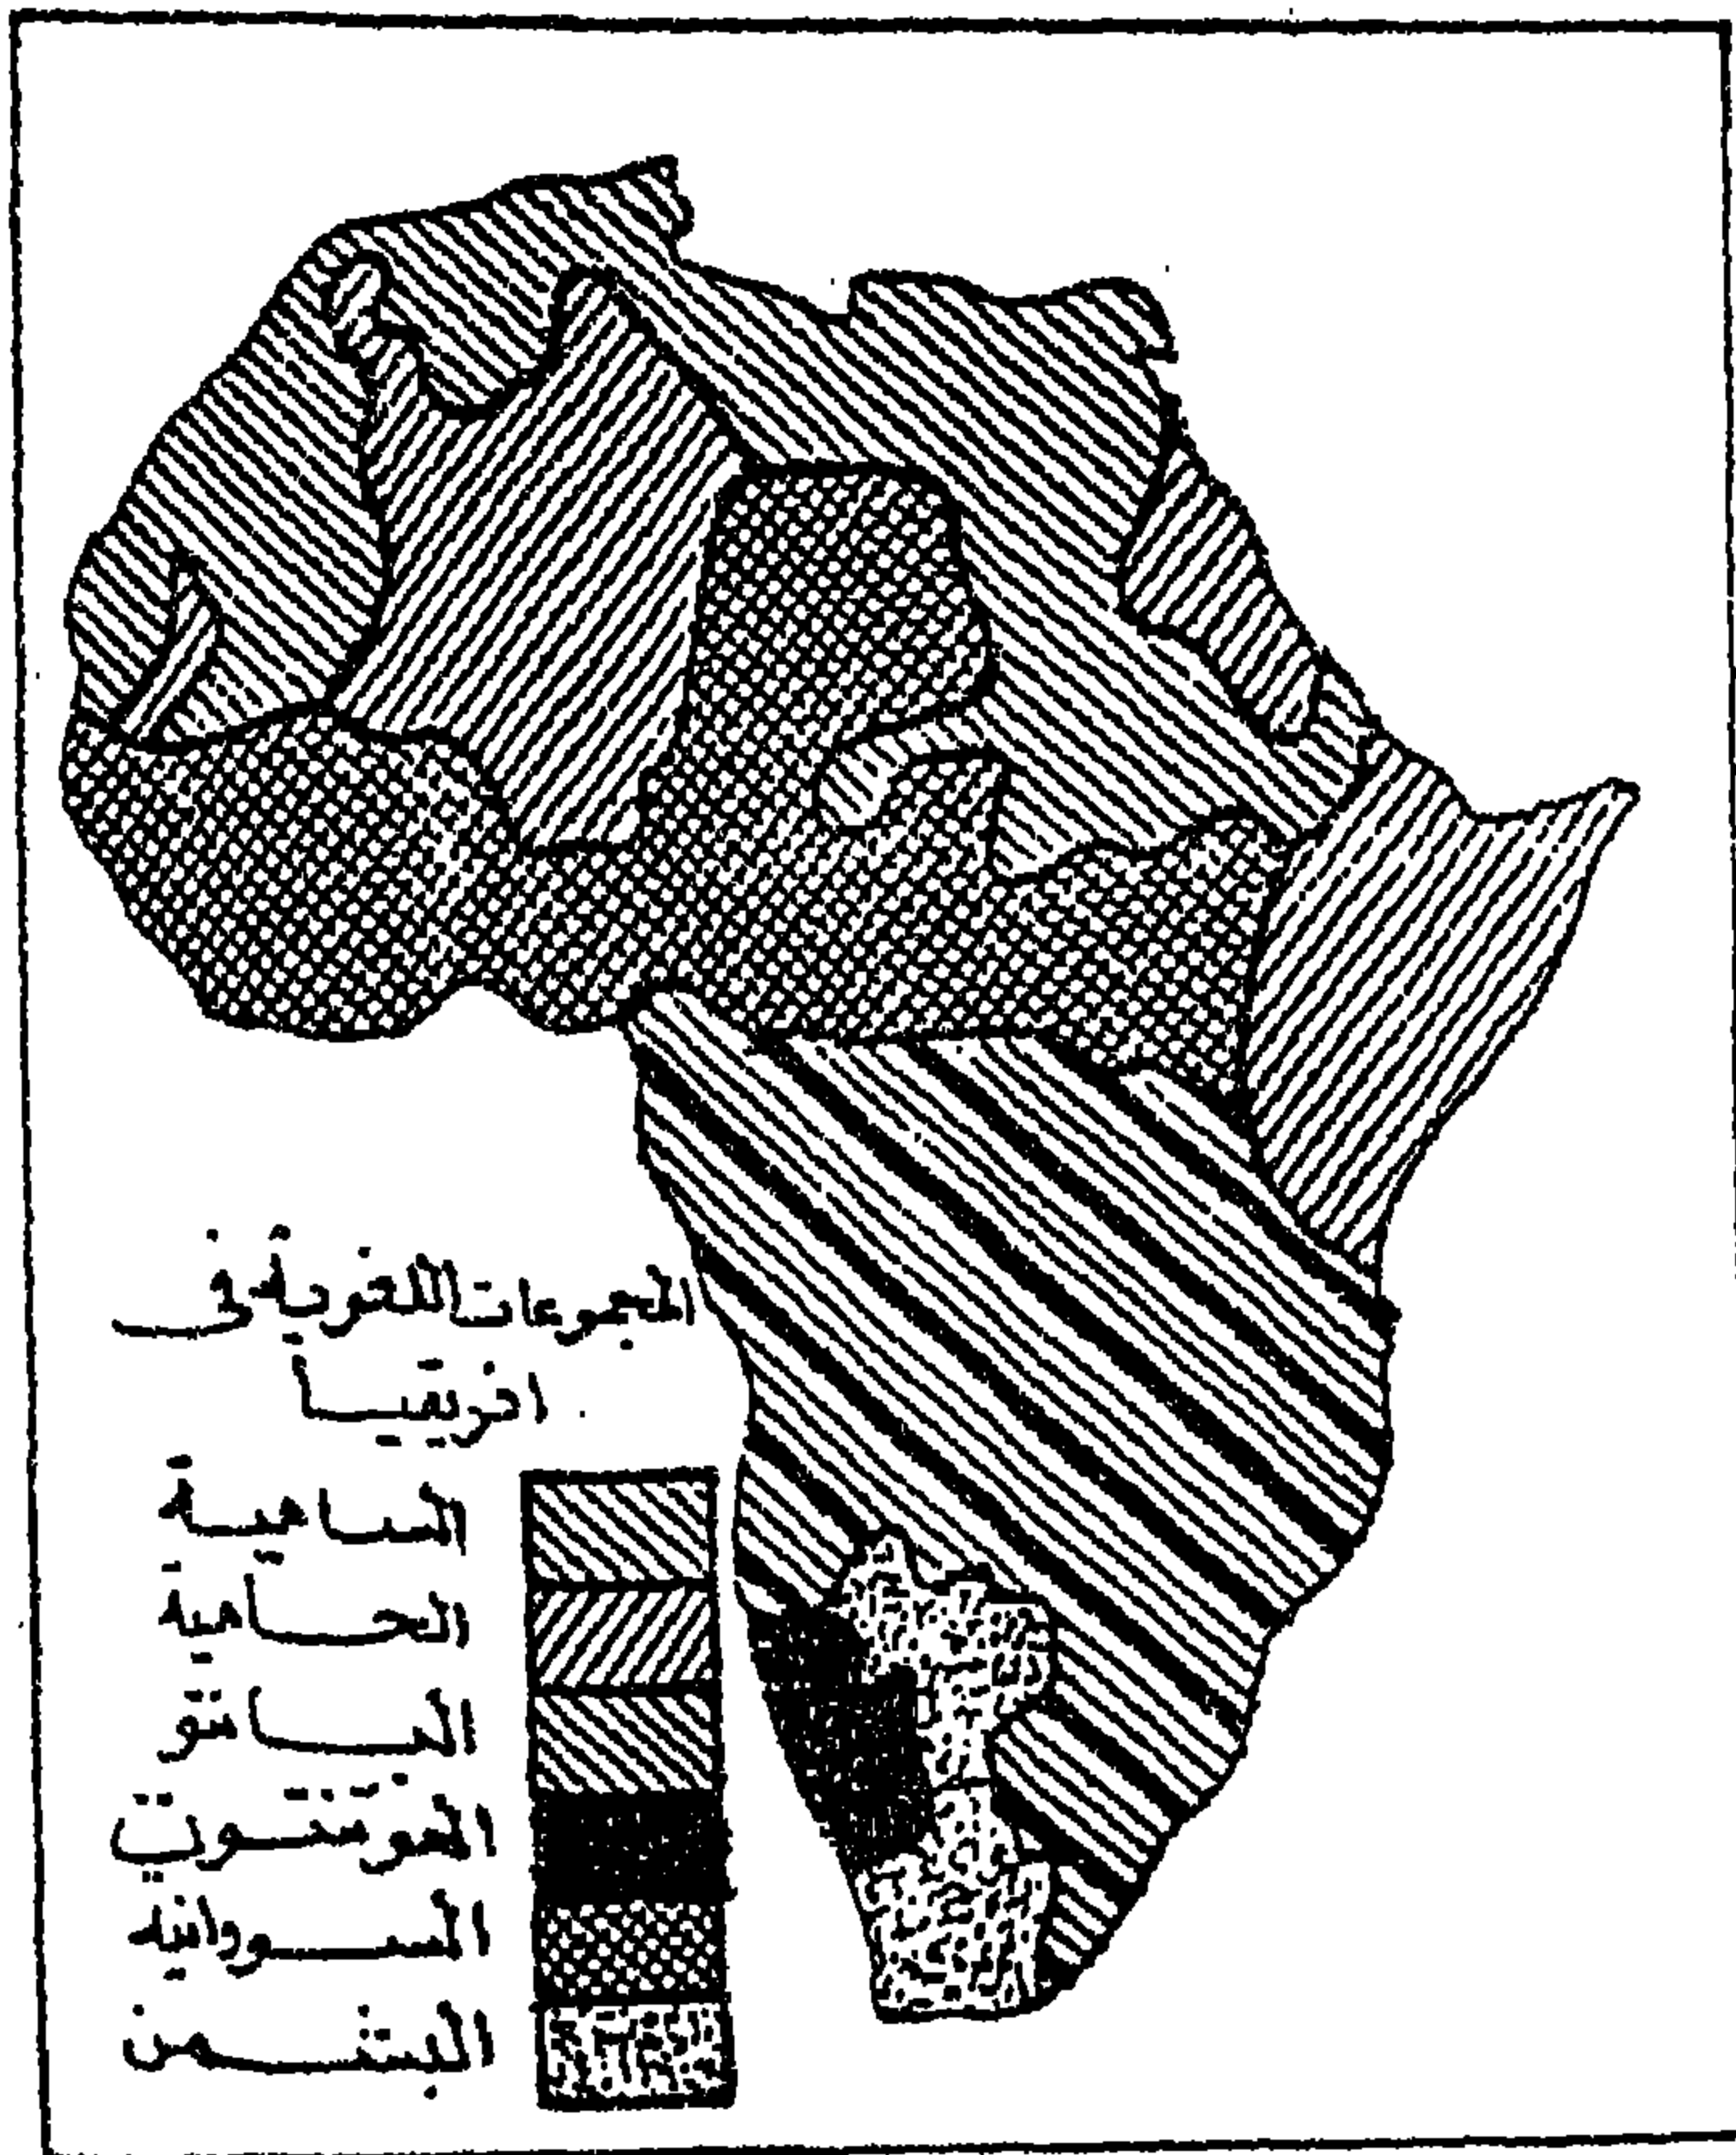 المجموعات اللغوية في
افريقيا
السامية
الحامية
البانتو
الهوتنتوت
السودانية
البشمن